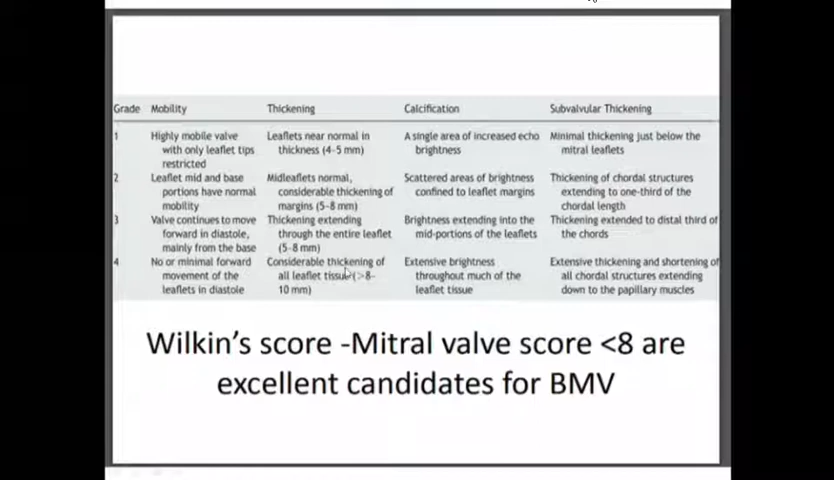 Grade Mobility Thickening Calcification Subvalvular Thickening
1 Highly mobile valve Leaflets near normal in A single area of increased echo Minimal thickening just below the
with only leaflet tips thickness (4-5 mm) brightness mitral leaflets
restricted
2 Leaflet mid and base Midleaflets normal, Scattered areas of brightness Thickening of chordal structures
portions have normal considerable thickening of confined to leaflet margins extending to one-third of the
mobility margins (5-8 mm) chordal length
3 Valve continues to move Thickening extending Brightness extending into the Thickening extended to distal third of
forward in diastole, through the entire leaflet mid-portions of the leaflets the chords
mainly from the base (5-8 mm)
4 No or minimal forward Considerable thickening of Extensive brightness Extensive thickening and shortening of
movement of the all leaflet tissue (>8- throughout much of the all chordal structures extending
leaflets in diastole 10 mm) leaflet tissue down to the papillary muscles
Wilkin's score -Mitral valve score <8 are
excellent candidates for BMV